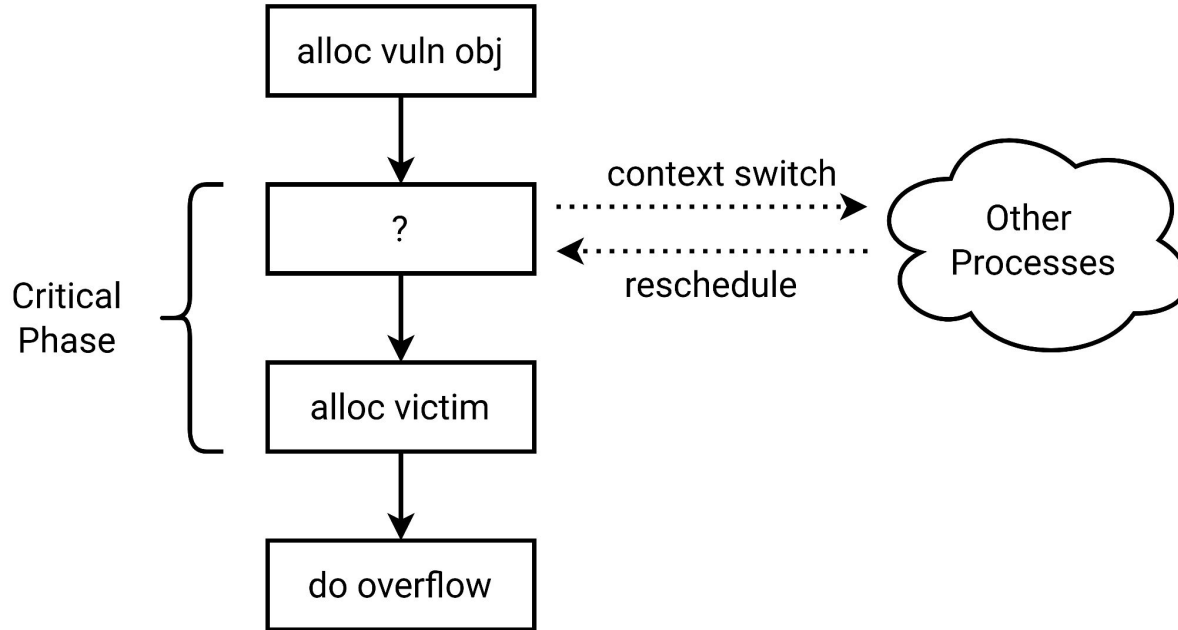 alloc vuln obj
context switch
?
Other
Processes
reschedule
Critical
Phase
alloc victim
do overflow